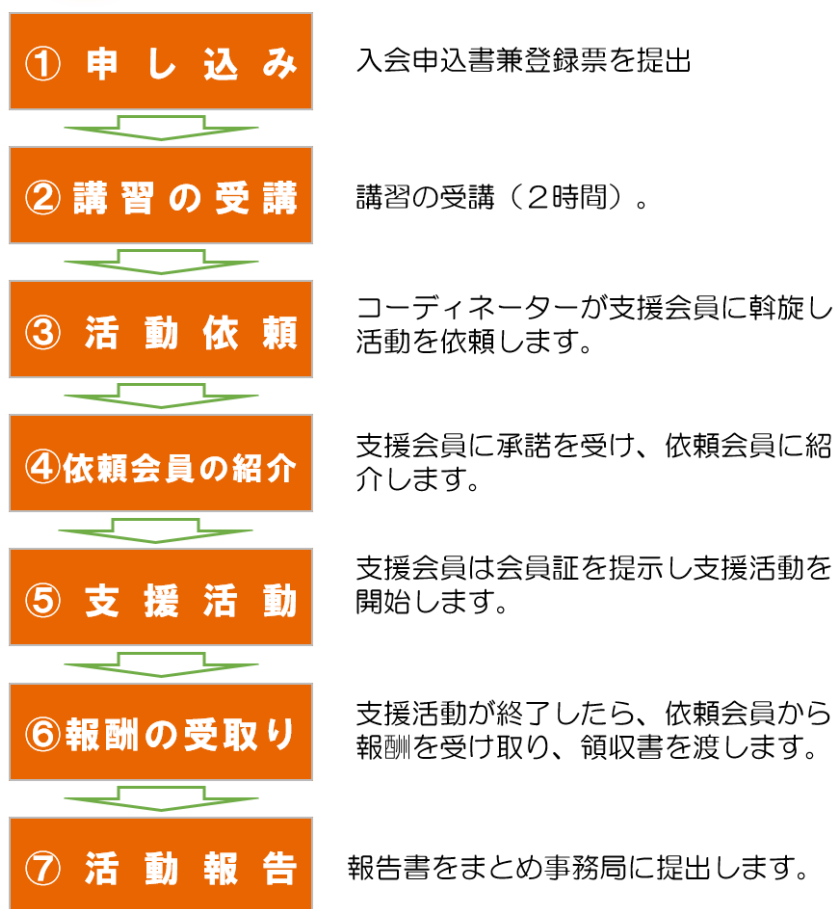 ① 申し込み
入会申込書兼登録票を提出
②講習の受講
講習の受講(2時間)。
③ 活動依頼
コーディネーターが支援会員に斡旋し
活動を依頼します。
④依頼会員の紹介
支援会員に承諾を受け、依頼会員に紹
介します。
⑤ 支援活動
支援会員は会員証を提示し支援活動を
開始します。
⑥報酬の受取り
支援活動が終了したら、依頼会員から
報酬を受け取り、領収書を渡します。
⑦ 活動報告
報告書をまとめ事務局に提出します。